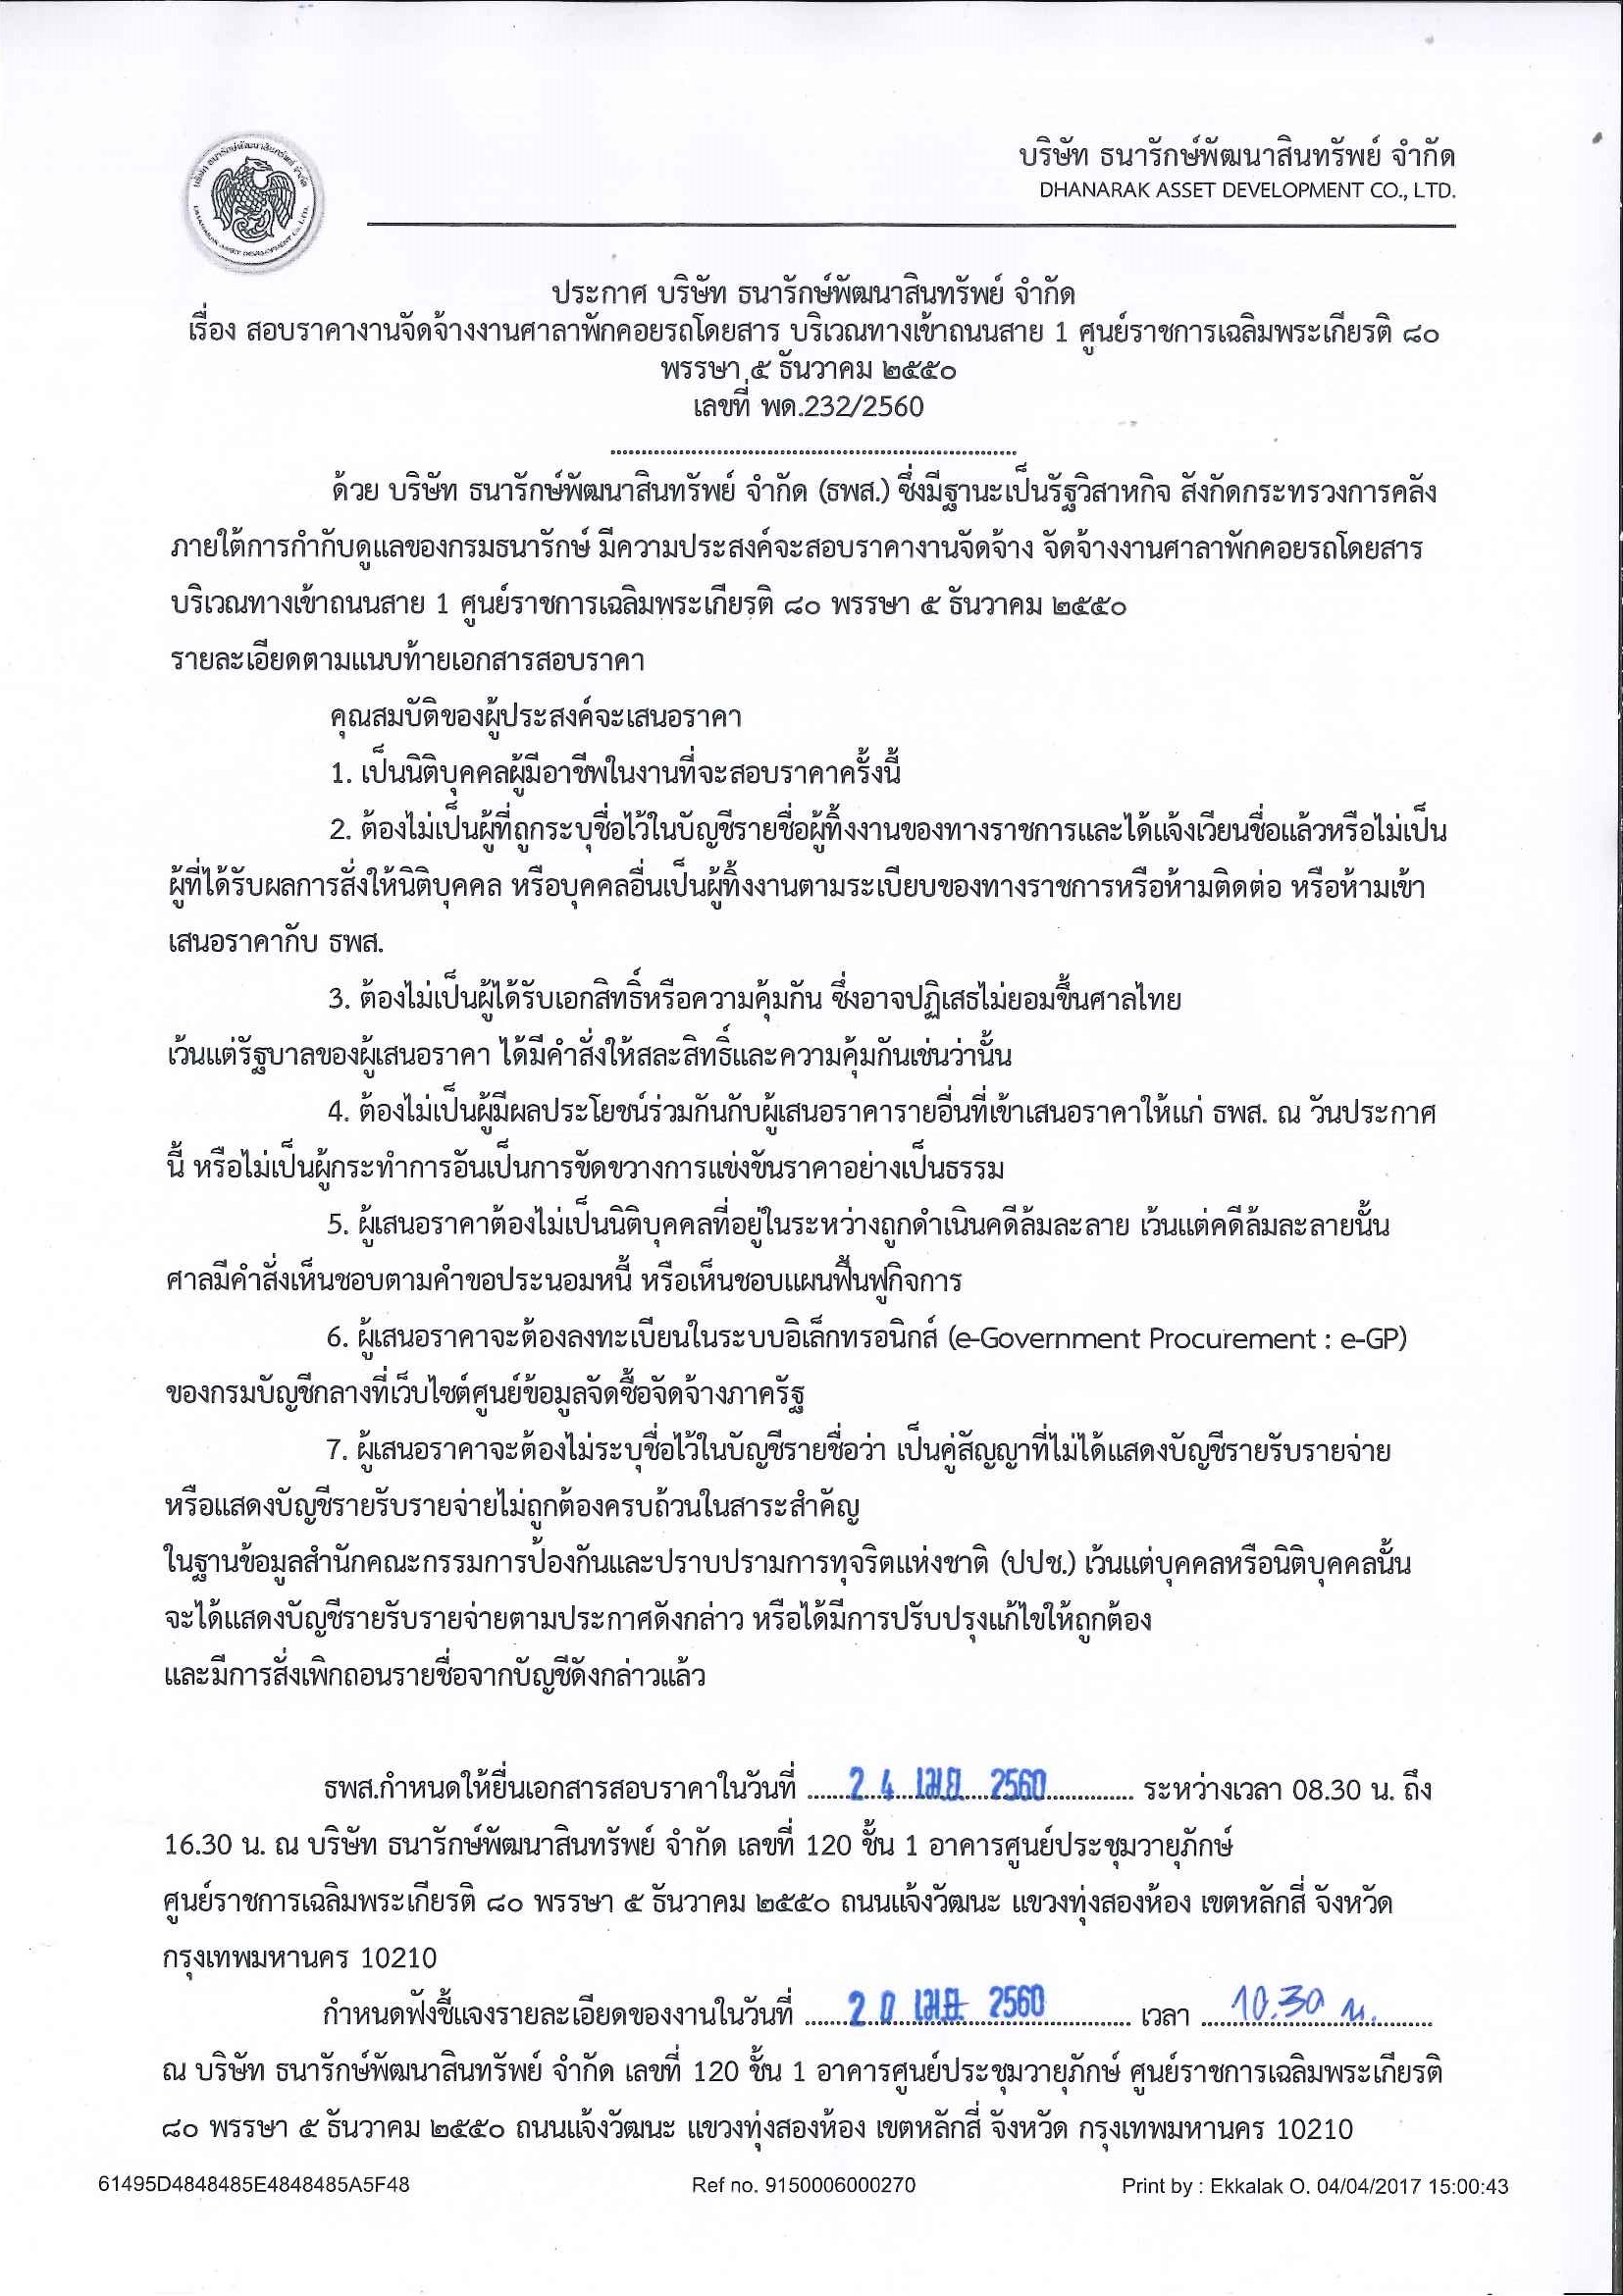 บริษัท ธนารักษ์พัฒนาสินทรัพย์ จำกัด
DHANARAK ASSET DEVELOPMENT CO., LTD.
ประกาศ บริษัท ธนารักษ์พัฒนาสินทรัพย์ จำกัด
เรื่อง สอบราคางานจัดจ้างงานศาลาพักคอยรถโดยสาร บริเวณทางเข้าถนนสาย 1 ศูนย์ราชการเฉลิมพระเกียรติ ๘๐
พรรษา ๕ ธันวาคม ๒๕๕๐
เลขที่ พด.232/2560
ด้วย บริษัท ธนารักษ์พัฒนาสินทรัพย์ จำกัด (ธพส.) ซึ่งมีฐานะเป็นรัฐวิสาหกิจ สังกัดกระทรวงการคลัง
ภายใต้การกำกับดูแลของกรมธนารักษ์ มีความประสงค์จะสอบราคางานจัดจ้าง จัดจ้างงานศาลาพักคอยรถโดยสาร
บริเวณทางเข้าถนนสาย 1 ศูนย์ราชการเฉลิมพระเกียรติ ๘๐ พรรษา ๕ ธันวาคม ๒๕๕๐
รายละเอียดตามแนบท้ายเอกสารสอบราคา
คุณสมบัติของผู้ประสงค์จะเสนอราคา
1. เป็นนิติบุคคลผู้มีอาชีพในงานที่จะสอบราคาครั้งนี้
2. ต้องไม่เป็นผู้ที่ถูกระบุชื่อไว้ในบัญชีรายชื่อผู้ทิ้งงานของทางราชการและได้แจ้งเวียนชื่อแล้วหรือไม่เป็น
ผู้ที่ได้รับผลการสั่งให้นิติบุคคล หรือบุคคลอื่นเป็นผู้ทิ้งงานตามระเบียบของทางราชการหรือห้ามติดต่อ หรือห้ามเข้า
เสนอราคากับ ธพส.
3. ต้องไม่เป็นผู้ได้รับเอกสิทธิ์หรือความคุ้มกัน ซึ่งอาจปฏิเสธไม่ยอมขึ้นศาลไทย
เว้นแต่รัฐบาลของผู้เสนอราคา ได้มีคำสั่งให้สละสิทธิ์และความคุ้มกันเช่นว่านั้น
4. ต้องไม่เป็นผู้มีผลประโยชน์ร่วมกันกับผู้เสนอราคารายอื่นที่เข้าเสนอราคาให้แก่ ธพส. ณ วันประกาศ
นี้ หรือไม่เป็นผู้กระทำการอันเป็นการขัดขวางการแข่งขันราคาอย่างเป็นธรรม
5. ผู้เสนอราคาต้องไม่เป็นนิติบุคคลที่อยู่ในระหว่างถูกดำเนินคดีล้มละลาย เว้นแต่คดีล้มละลายนั้น
ศาลมีคำสั่งเห็นชอบตามคำขอประนอมหนี้ หรือเห็นชอบแผนฟื้นฟูกิจการ
6. ผู้เสนอราคาจะต้องลงทะเบียนในระบบอิเล็กทรอนิกส์ (e-Government Procurement : e-GP)
ของกรมบัญชีกลางที่เว็บไซต์ศูนย์ข้อมูลจัดซื้อจัดจ้างภาครัฐ
7. ผู้เสนอราคาจะต้องไม่ระบุชื่อไว้ในบัญชีรายชื่อว่า เป็นคู่สัญญาที่ไม่ได้แสดงบัญชีรายรับรายจ่าย
หรือแสดงบัญชีรายรับรายจ่ายไม่ถูกต้องครบถ้วนในสาระสำคัญ
ในฐานข้อมูลสำนักคณะกรรมการป้องกันและปราบปรามการทุจริตแห่งชาติ (ปปช.) เว้นแต่บุคคลหรือนิติบุคคลนั้น
จะได้แสดงบัญชีรายรับรายจ่ายตามประกาศดังกล่าว หรือได้มีการปรับปรุงแก้ไขให้ถูกต้อง
และมีการสั่งเพิกถอนรายชื่อจากบัญชีดังกล่าวแล้ว
ธพส.กำหนดให้ยื่นเอกสารสอบราคาในวันที่ 24 เม.ย. 2560 ระหว่างเวลา 08.30 น. ถึง
16.30 น. ณ บริษัท ธนารักษ์พัฒนาสินทรัพย์ จำกัด เลขที่ 120 ชั้น 1 อาคารศูนย์ประชุมวายุภักษ์
ศูนย์ราชการเฉลิมพระเกียรติ ๘๐ พรรษา ๕ ธันวาคม ๒๕๕๐ ถนนแจ้งวัฒนะ แขวงทุ่งสองห้อง เขตหลักสี่ จังหวัด
กรุงเทพมหานคร 10210
กำหนดฟังชี้แจงรายละเอียดของงานในวันที่ 20 เม.ย. 2560 เวลา 10.30 น.
ณ บริษัท ธนารักษ์พัฒนาสินทรัพย์ จำกัด เลขที่ 120 ชั้น 1 อาคารศูนย์ประชุมวายุภักษ์ ศูนย์ราชการเฉลิมพระเกียรติ
๘๐ พรรษา ๕ ธันวาคม ๒๕๕๐ ถนนแจ้งวัฒนะ แขวงทุ่งสองห้อง เขตหลักสี่ จังหวัด กรุงเทพมหานคร 10210
61495D4848485E4848485A5F48 Ref no. 9150006000270 Print by : Ekkalak O. 04/04/2017 15:00:43